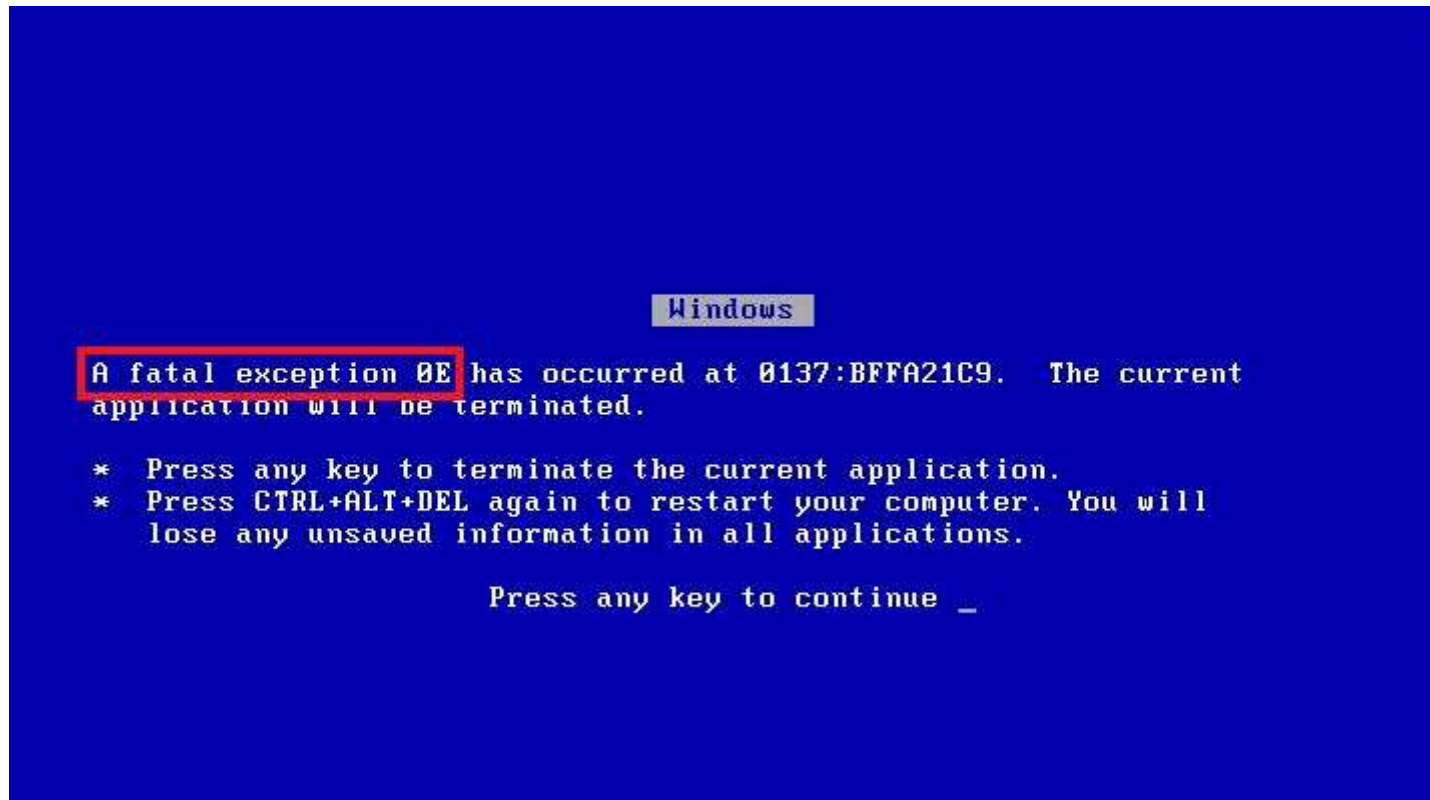 Windows
A fatal exception 0E has occurred at 0137:BFFA21C9. The current
application will be terminated.
* Press any key to terminate the current application.
* Press CTRL+ALT+DEL again to restart your computer. You will
lose any unsaved information in all applications.
Press any key to continue _